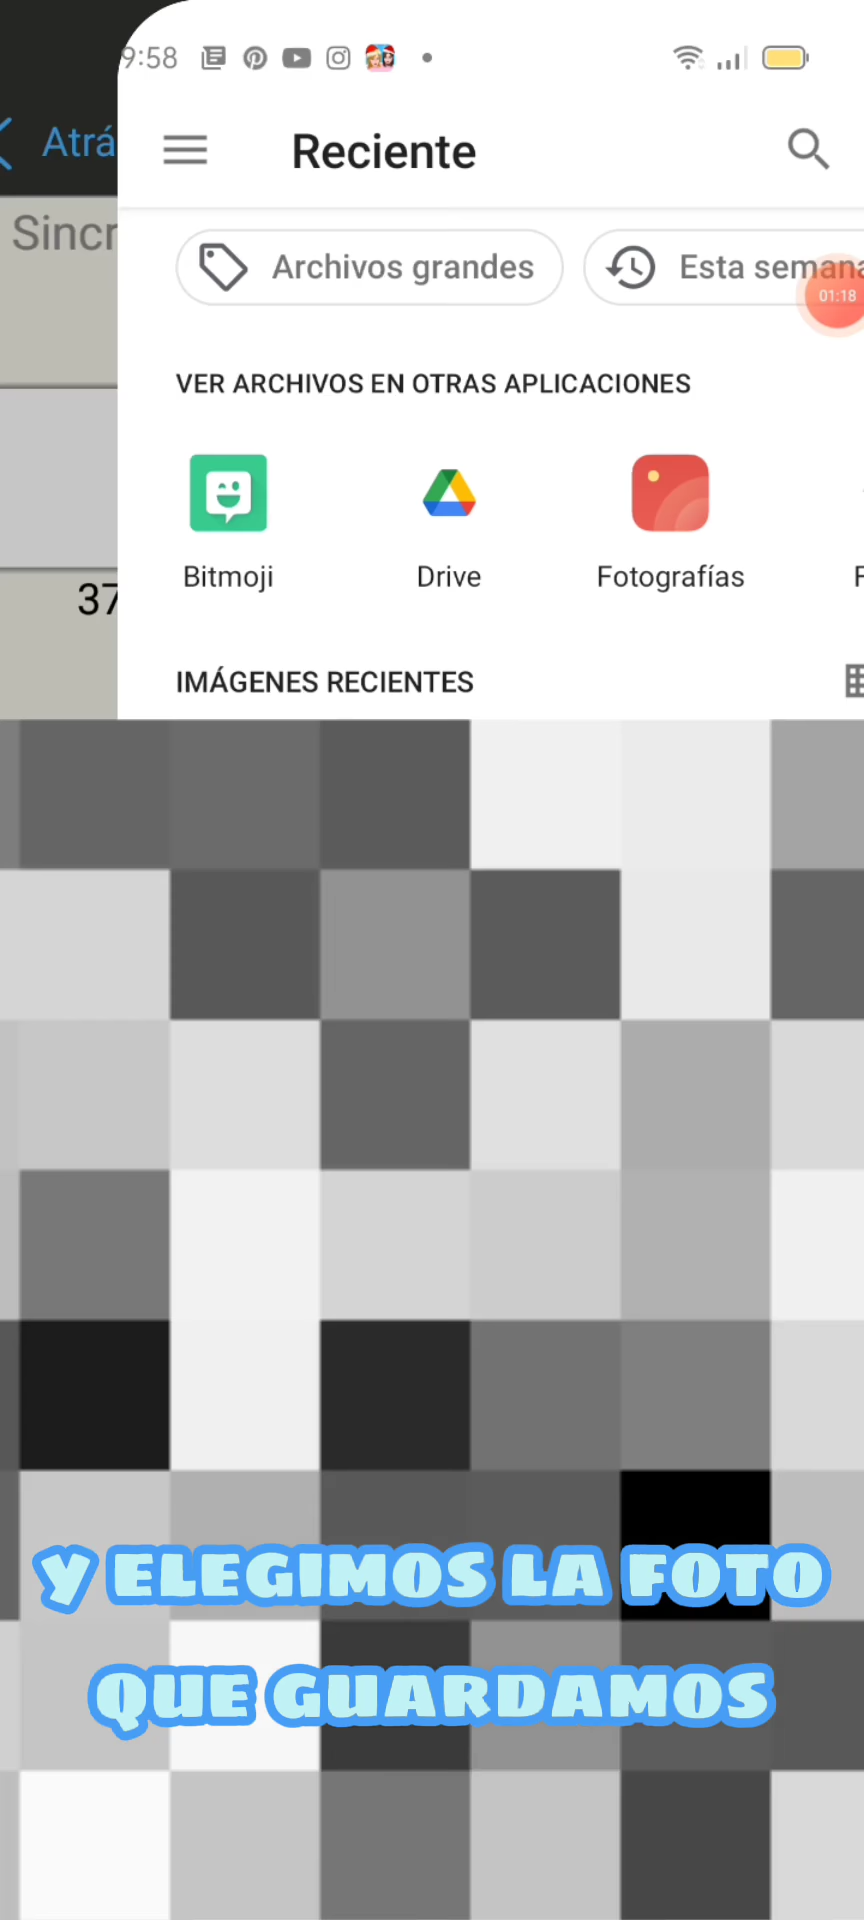 9:58
Atrá
Reciente
Sincr
Archivos grandes
Esta semana
01:18
VER ARCHIVOS EN OTRAS APLICACIONES
Bitmoji
Drive
Fotografías
F
37
IMÁGENES RECIENTES
Y ELEGIMOS LA FOTO
QUE GUARDAMOS